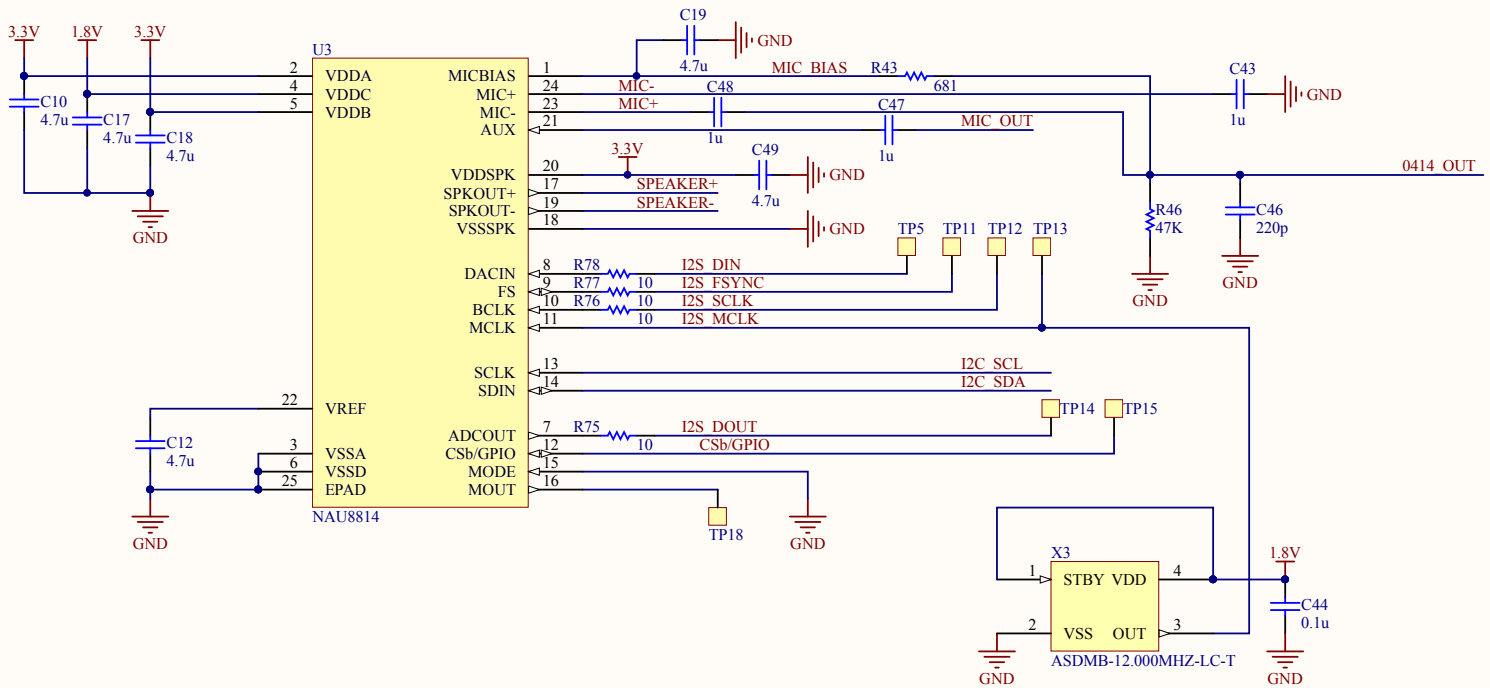 3.3V 1.8V 3.3V
C10
4.7u
C17
4.7u
C18
4.7u
GND
U3
2 VDDA
4 VDDC
5 VDDB
22 VREF
3 VSSA
6 VSSD
25 EPAD
NAU8814
C12
4.7u
GND
MICBIAS 1
MIC+ 24
MIC- 23
AUX 21
VDDSPK 20
SPKOUT+ 17
SPKOUT- 19
VSSSPK 18
DACIN 8
FS 9
BCLK 10
MCLK 11
SCLK 13
SDIN 14
ADCOUT 7
CSb/GPIO 12
MODE 15
MOUT 16
C19
4.7u
GND
MIC_BIAS
R43
681
MIC-
MIC+
C48
1u
C47
1u
MIC_OUT
C43
1u
GND
3.3V
C49
4.7u
GND
SPEAKER+
SPEAKER-
GND
0414_OUT
R46
47K
GND
C46
220p
GND
TP5 TP11 TP12 TP13
R78 I2S_DIN
R77 10 I2S_FSYNC
R76 10 I2S_SCLK
10 I2S_MCLK
I2C_SCL
I2C_SDA
TP14 TP15
R75 I2S_DOUT
10 CSb/GPIO
TP18
GND
X3
1 STBY VDD 4
2 VSS OUT 3
ASDMB-12.000MHZ-LC-T
GND
1.8V
C44
0.1u
GND